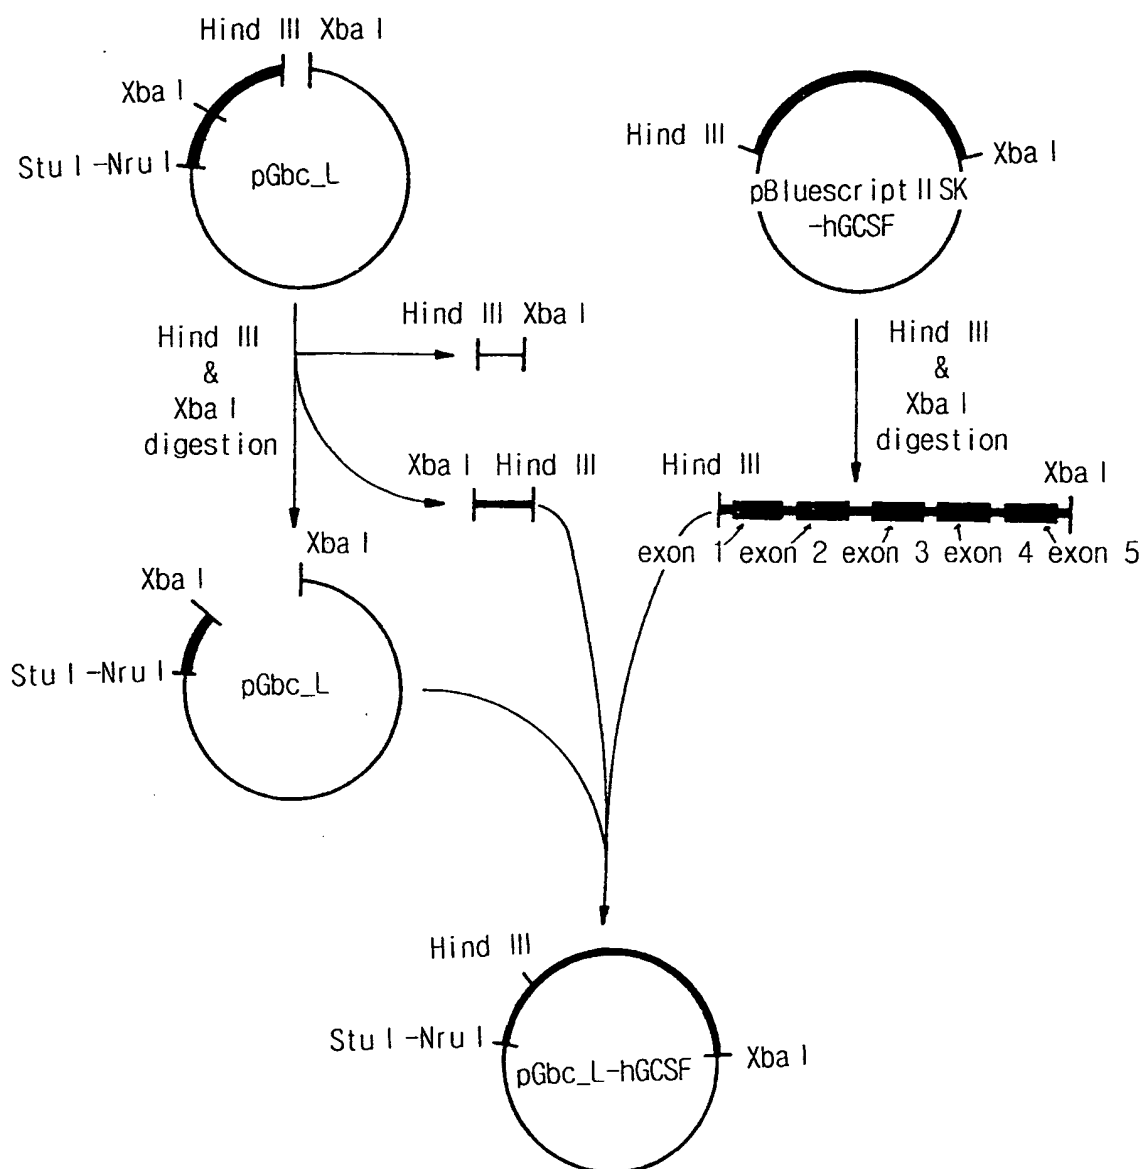 Hind III Xba I
Xba I
Stu I-Nru I
pGbc_L
Hind III
Xba I
pBluescript II SK
-hGCSF
Hind III
&
Xba I
digestion
Hind III Xba I
Hind III
&
Xba I
digestion
Xba I Hind III
Hind III
Xba I
exon 1 exon 2 exon 3 exon 4 exon 5
Xba I
Xba I
Stu I-Nru I
pGbc_L
Hind III
Stu I-Nru I
pGbc_L-hGCSF
Xba I